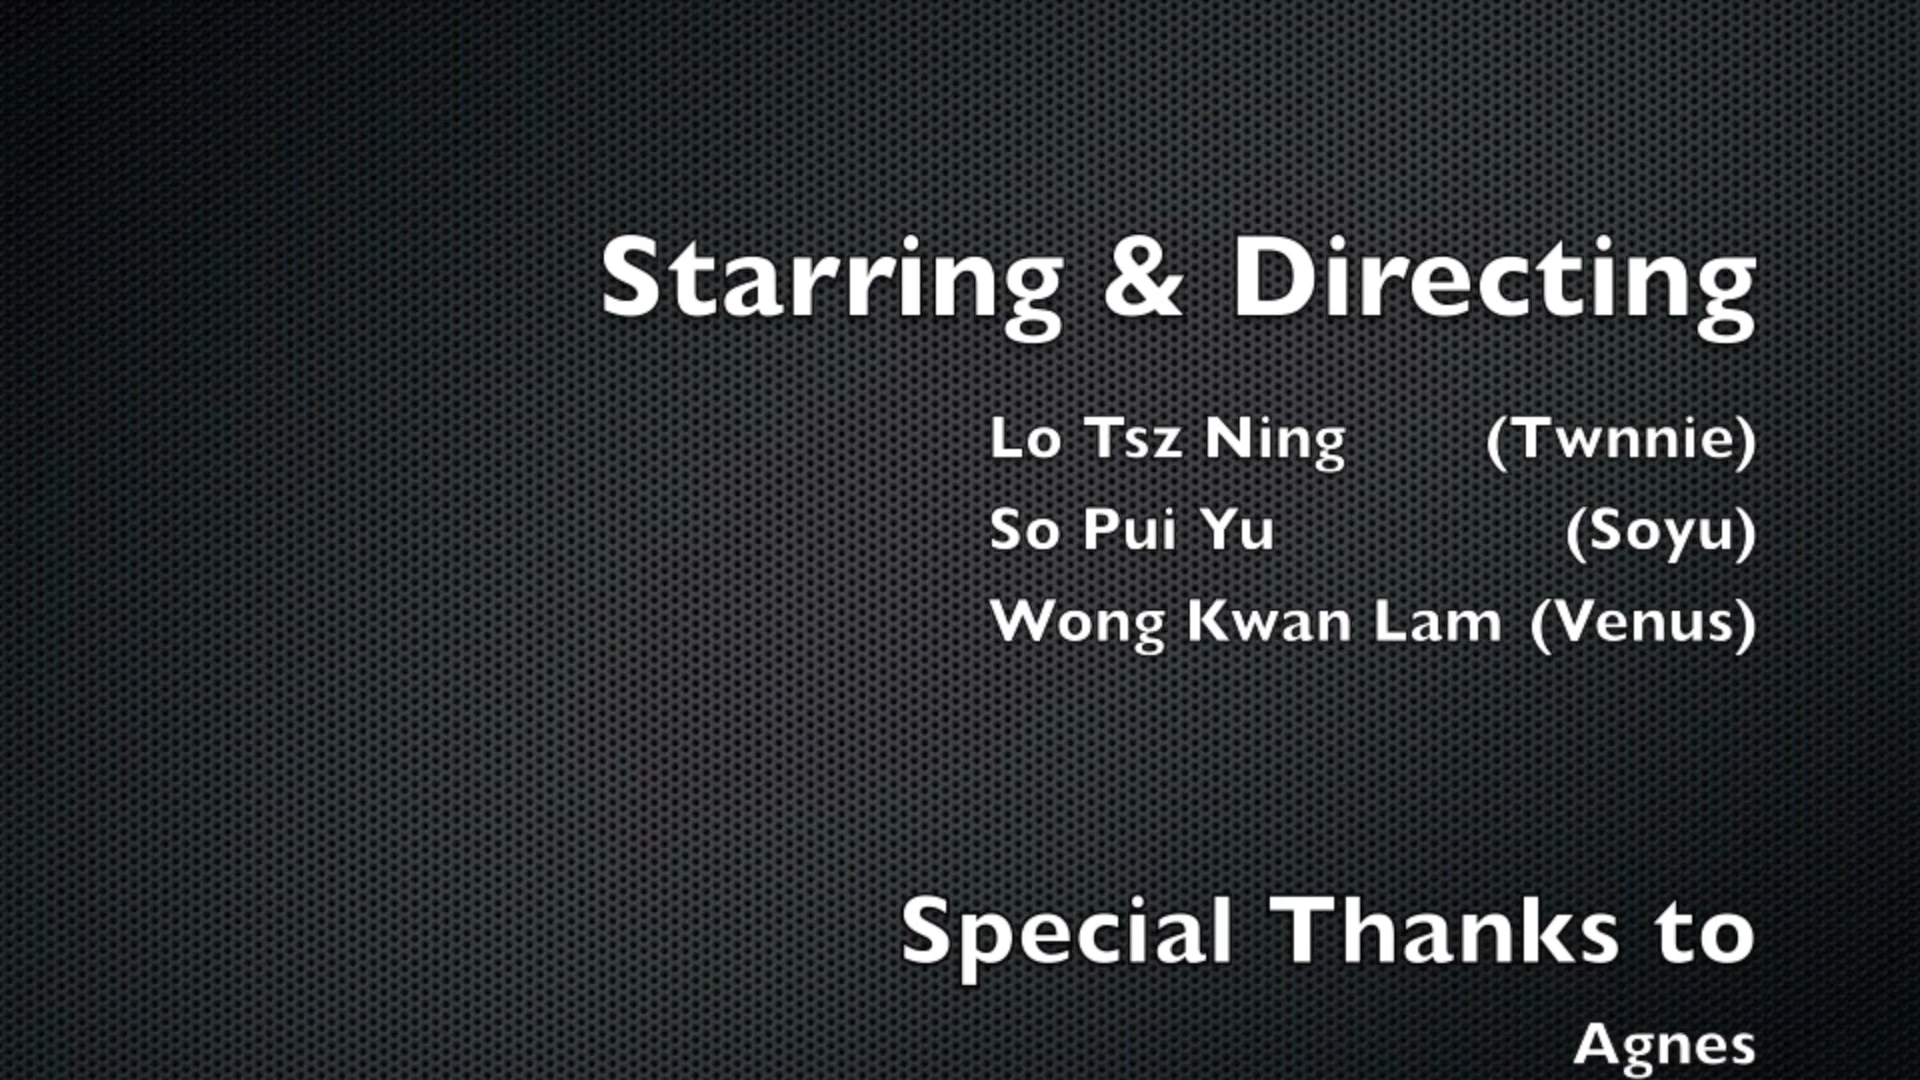 Starring & Directing
Lo Tsz Ning (Twnnie)
So Pui Yu (Soyu)
Wong Kwan Lam (Venus)
Special Thanks to
Agnes